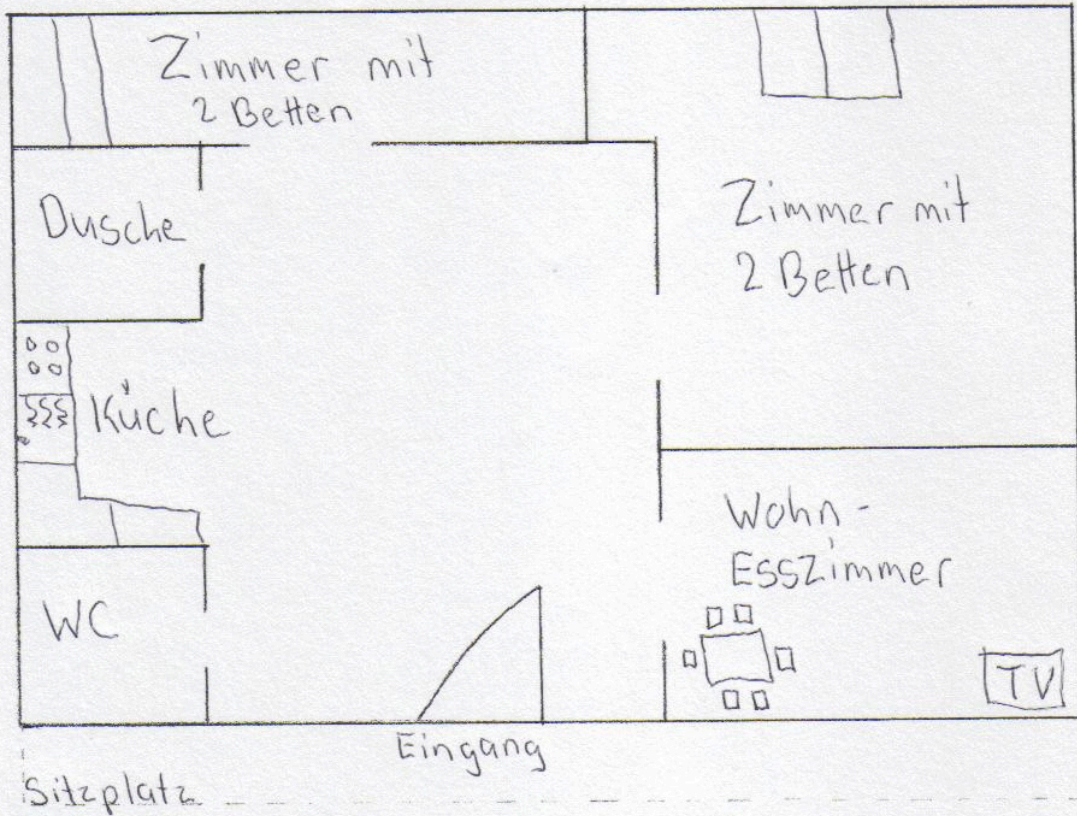 Zimmer mit
2 Betten
Dusche
Zimmer mit
2 Betten
Küche
Wohn-
Esszimmer
WC
TV
Eingang
Sitzplatz